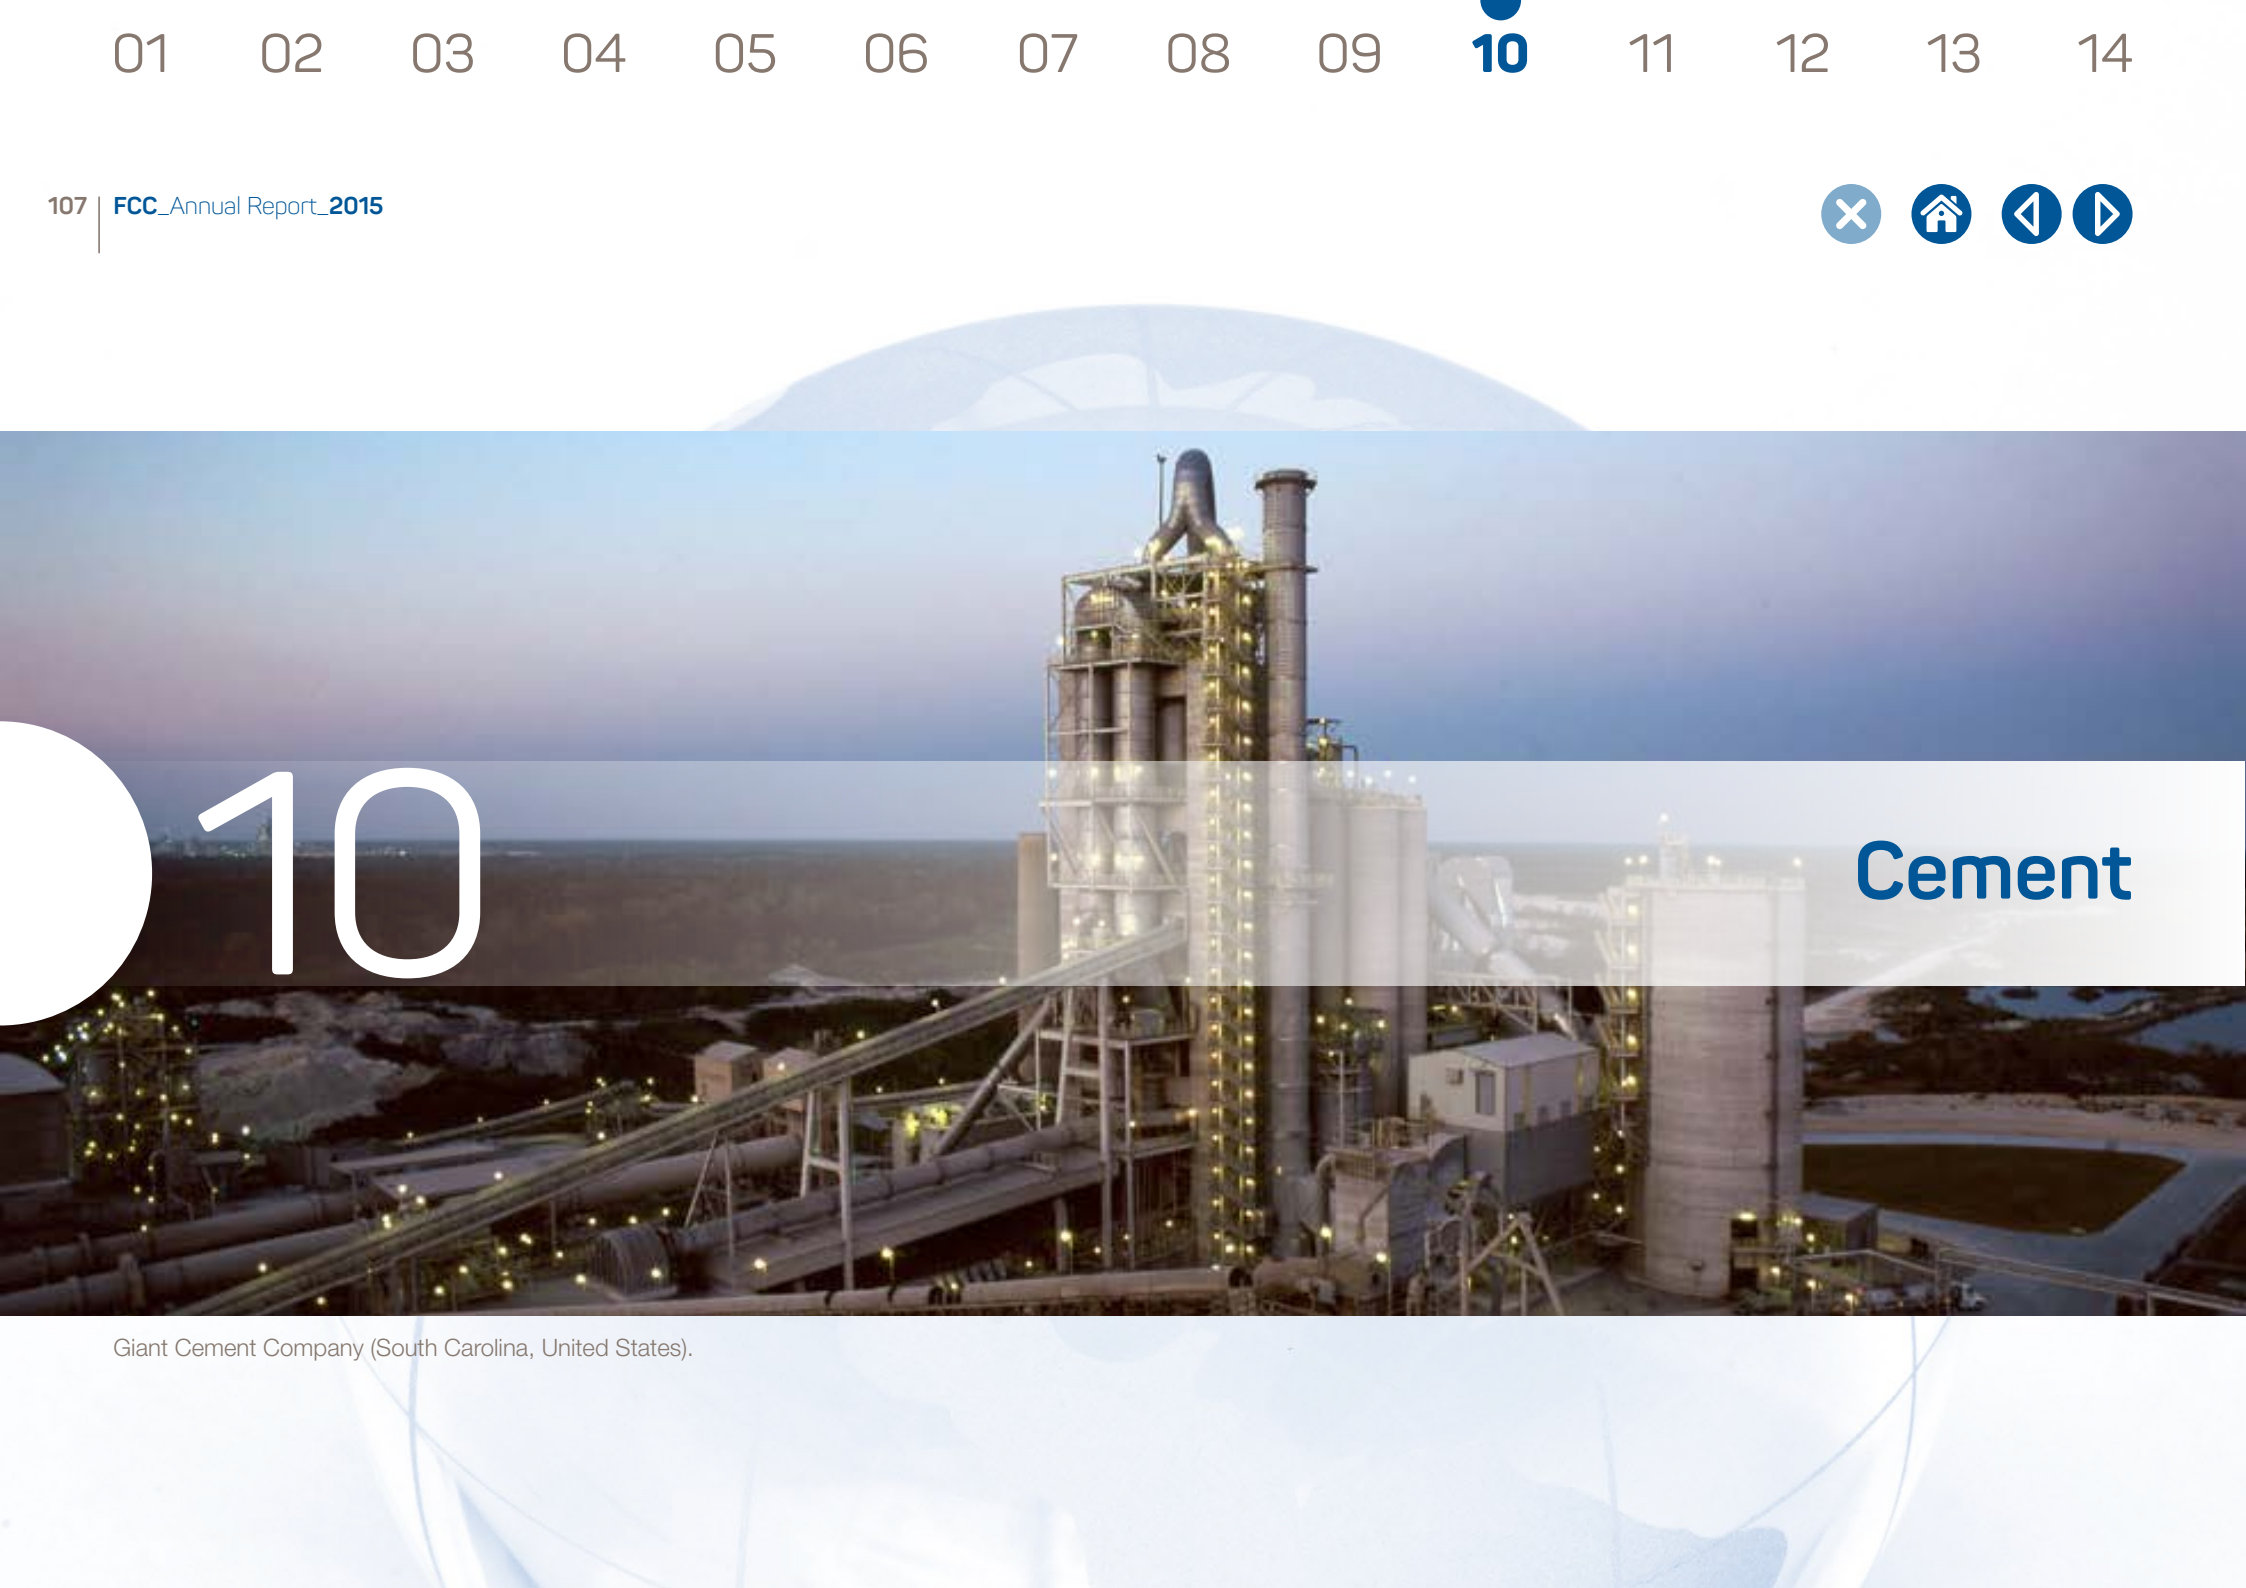 01 02 03 04 05 06 07 08 09 10 11 12 13 14
107 FCC_Annual Report_2015
10
Cement
Giant Cement Company (South Carolina, United States).